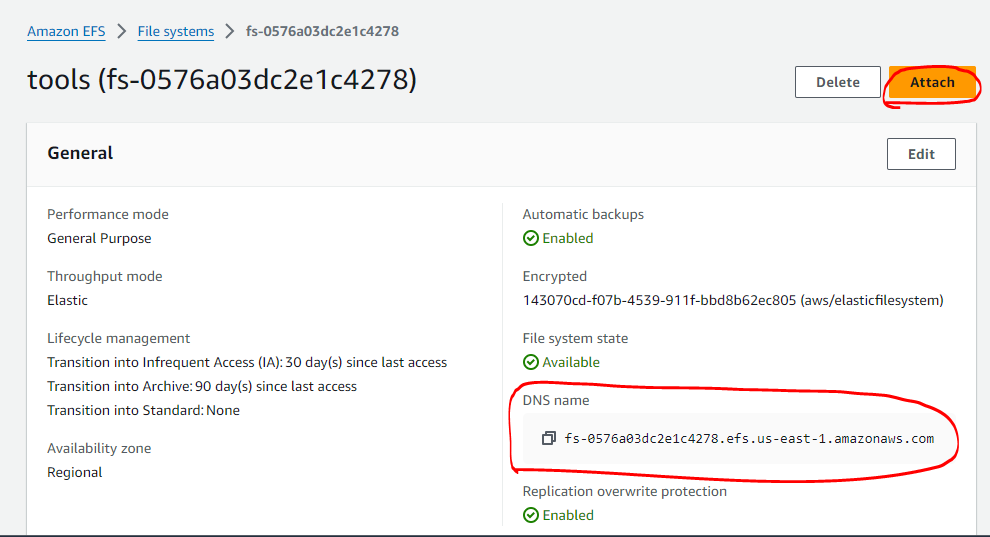 Amazon EFS > File systems > fs-0576a03dc2e1c4278
tools (fs-0576a03dc2e1c4278)
Delete
Attach
General
Edit
Performance mode
General Purpose
Throughput mode
Elastic
Lifecycle management
Transition into Infrequent Access (IA): 30 day(s) since last access
Transition into Archive: 90 day(s) since last access
Transition into Standard: None
Availability zone
Regional
Automatic backups
Enabled
Encrypted
143070cd-f07b-4539-911f-bbd8b62ec805 (aws/elasticfilesystem)
File system state
Available
DNS name
fs-0576a03dc2e1c4278.efs.us-east-1.amazonaws.com
Replication overwrite protection
Enabled